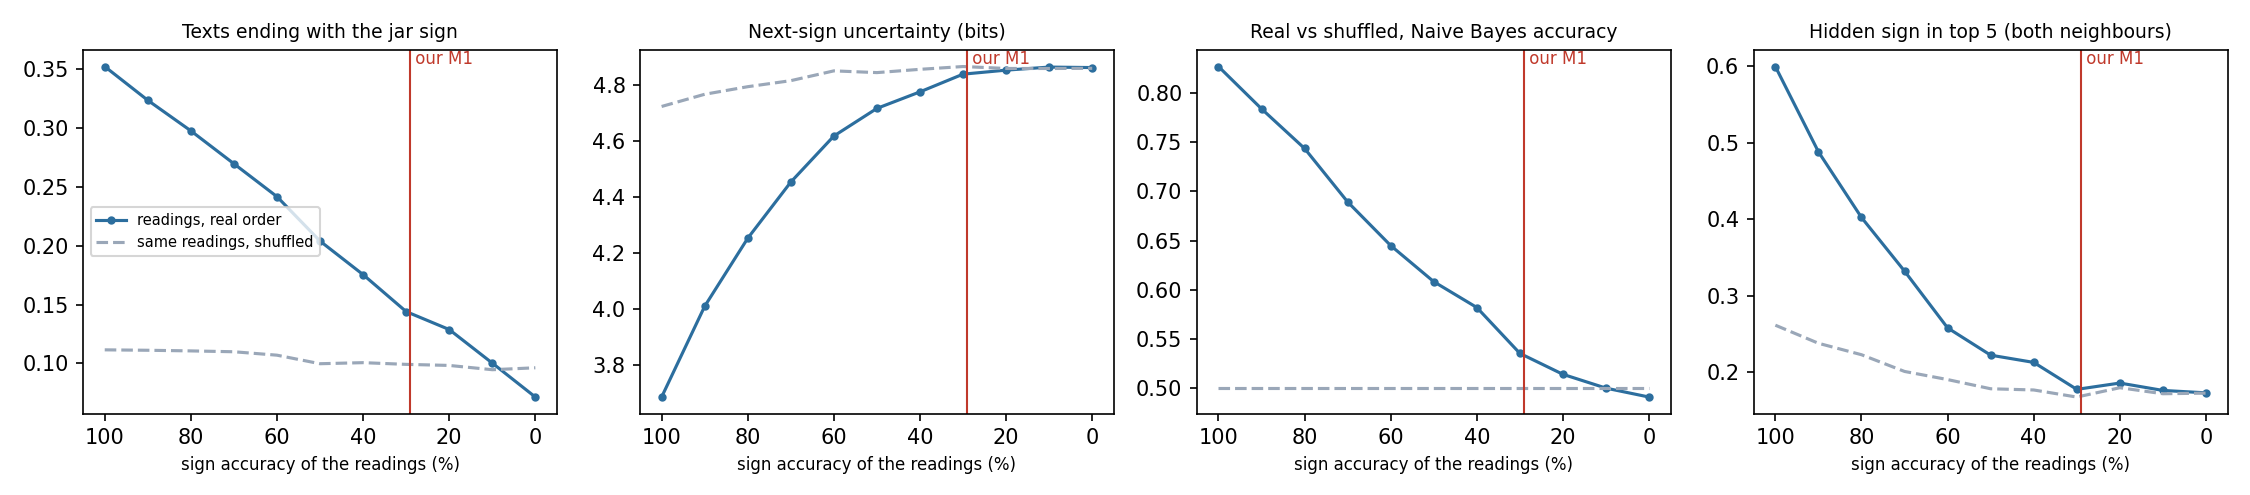 Texts ending with the jar sign
our M1
0.35
0.30
0.25
0.20
0.15
0.10
readings, real order
same readings, shuffled
100 80 60 40 20 0
sign accuracy of the readings (%)
Next-sign uncertainty (bits)
our M1
4.8
4.6
4.4
4.2
4.0
3.8
100 80 60 40 20 0
sign accuracy of the readings (%)
Real vs shuffled, Naive Bayes accuracy
our M1
0.80
0.75
0.70
0.65
0.60
0.55
0.50
100 80 60 40 20 0
sign accuracy of the readings (%)
Hidden sign in top 5 (both neighbours)
our M1
0.6
0.5
0.4
0.3
0.2
100 80 60 40 20 0
sign accuracy of the readings (%)